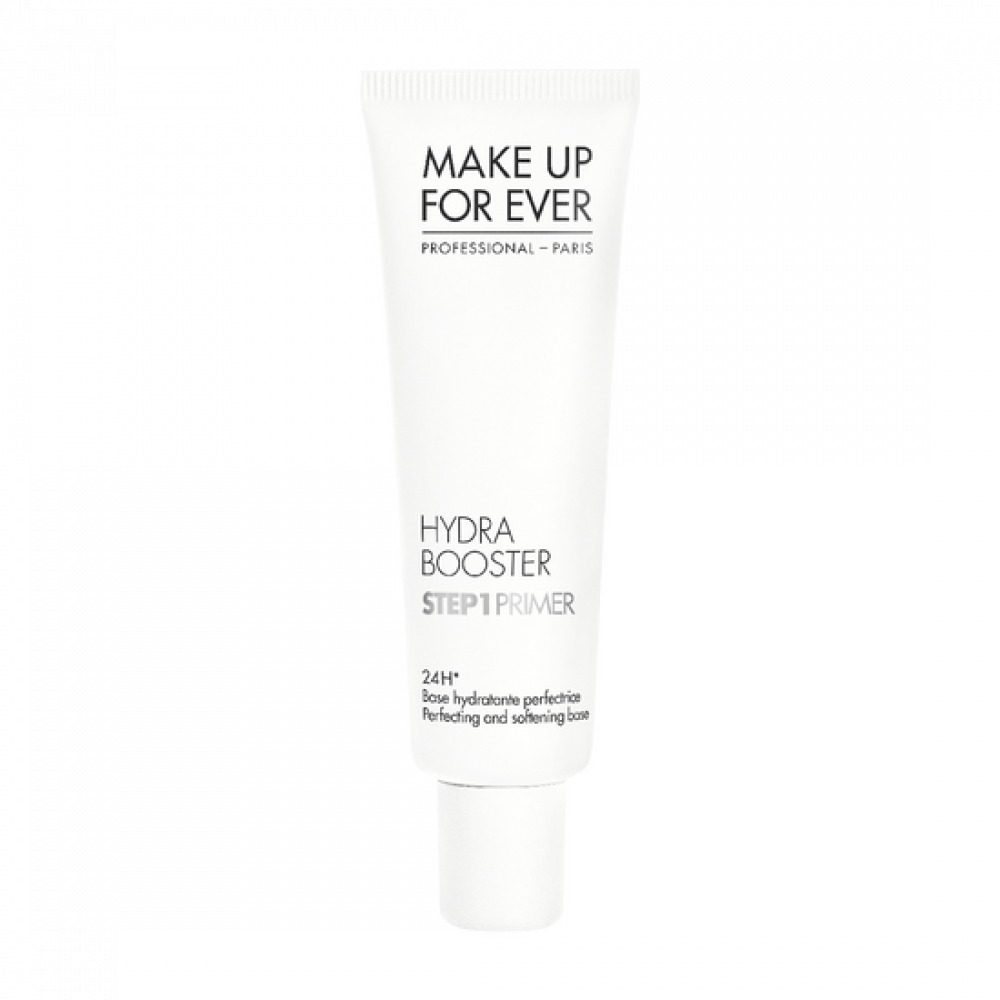 MAKE UP
FOR EVER
PROFESSIONAL – PARIS
HYDRA
BOOSTER
STEP1 PRIMER
24H*
Base hydratante perfectrice
Perfecting and softening base